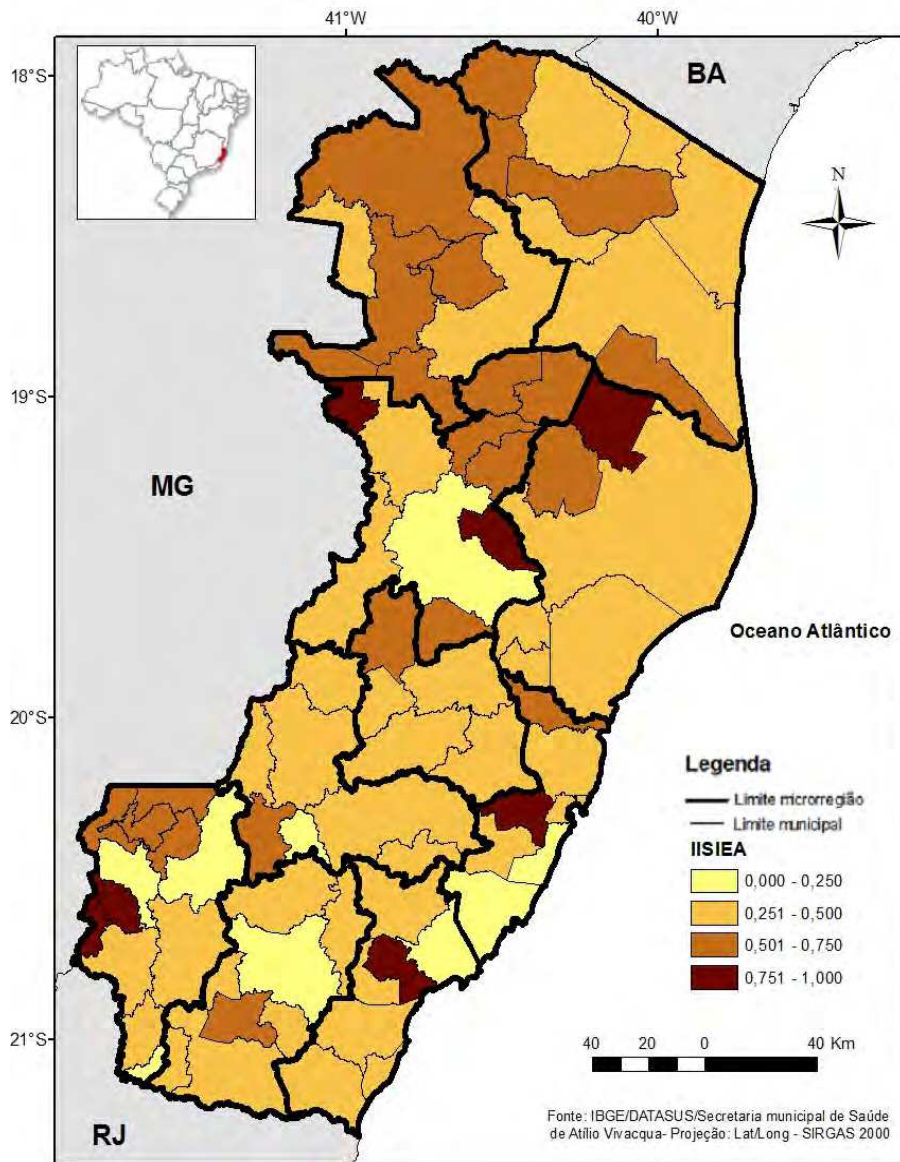 41°W
40°W
18°S
BA
N
19°S
MG
Oceano Atlântico
20°S
Legenda
Limite microrregião
Limite municipal
IISIEA
0,000 - 0,250
0,251 - 0,500
0,501 - 0,750
0,751 - 1,000
21°S
40 20 0 40 Km
RJ
Fonte: IBGE/DATASUS/Secretaria municipal de Saúde
de Atílio Vivacqua- Projeção: Lat/Long - SIRGAS 2000